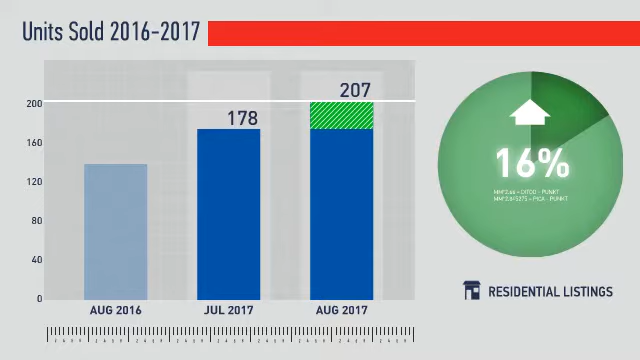 Units Sold 2016-2017
207
178
200
160
120
80
40
0
AUG 2016
JUL 2017
AUG 2017
16%
RESIDENTIAL LISTINGS